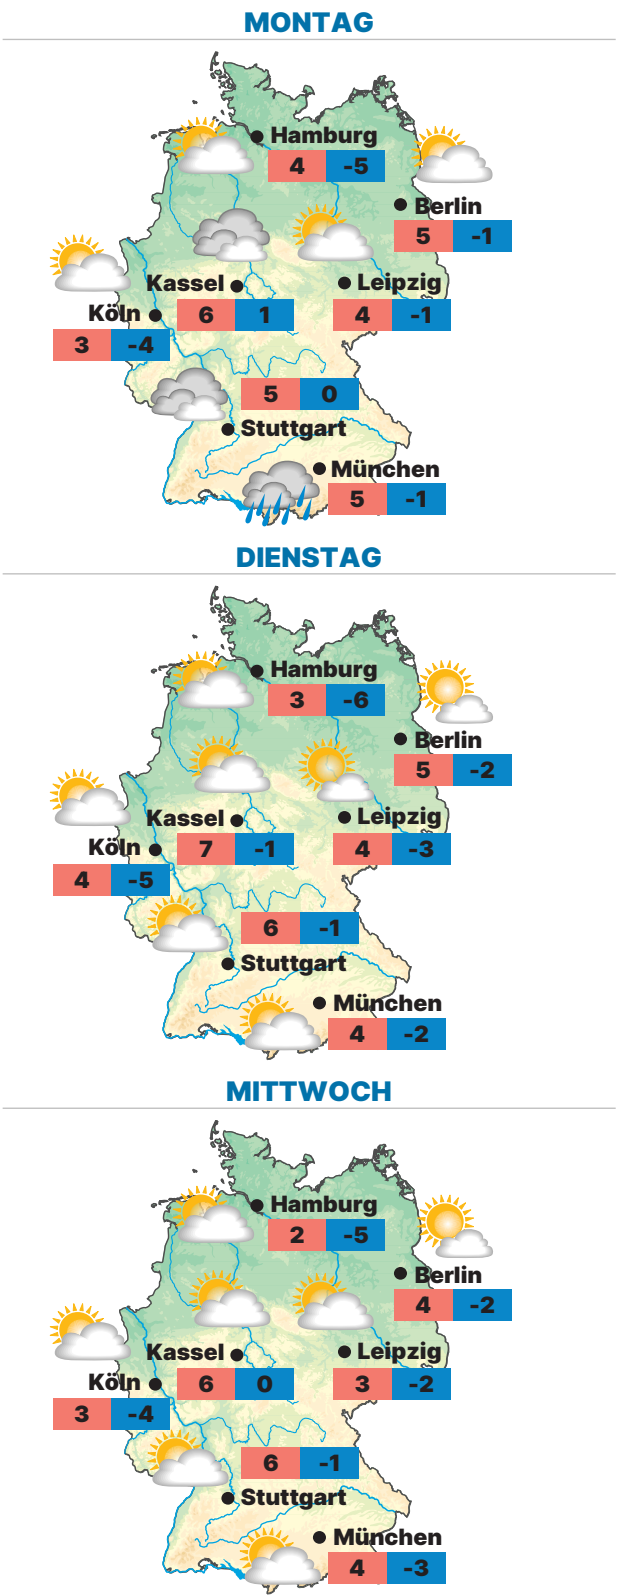 MONTAG
Hamburg
4 -5
Berlin
5 -1
Kassel
6 1
Leipzig
4 -1
Köln
3 -4
5 0
Stuttgart
München
5 -1
DIENSTAG
Hamburg
3 -6
Berlin
5 -2
Kassel
7 -1
Leipzig
4 -3
Köln
4 -5
6 -1
Stuttgart
München
4 -2
MITTWOCH
Hamburg
2 -5
Berlin
4 -2
Kassel
6 0
Leipzig
3 -2
Köln
3 -4
6 -1
Stuttgart
München
4 -3